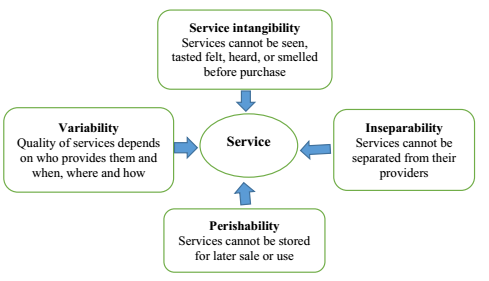 Service intangibility
Services cannot be seen,
tasted felt, heard, or smelled
before purchase
Variability
Quality of services depends
on who provides them and
when, where and how
Service
Inseparability
Services cannot be
separated from their
providers
Perishability
Services cannot be stored
for later sale or use